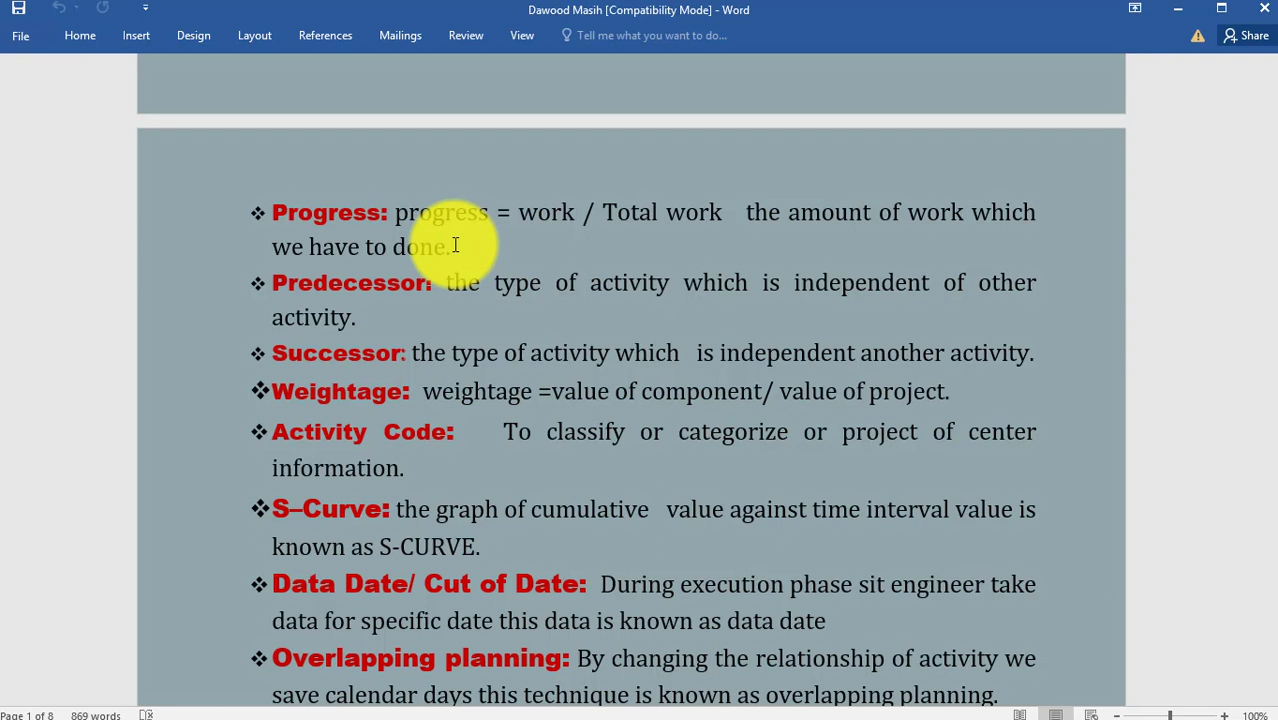 Dawood Masih [Compatibility Mode] - Word
File Home Insert Design Layout References Mailings Review View Tell me what you want to do... Share
❖ Progress: progress = work / Total work the amount of work which
we have to done.
❖ Predecessor: the type of activity which is independent of other
activity.
❖ Successor: the type of activity which is independent another activity.
❖ Weightage: weightage =value of component/ value of project.
❖ Activity Code: To classify or categorize or project of center
information.
❖ S–Curve: the graph of cumulative value against time interval value is
known as S-CURVE.
❖ Data Date/ Cut of Date: During execution phase sit engineer take
data for specific date this data is known as data date
❖ Overlapping planning: By changing the relationship of activity we
save calendar days this technique is known as overlapping planning.
Page 1 of 8 869 words 100%